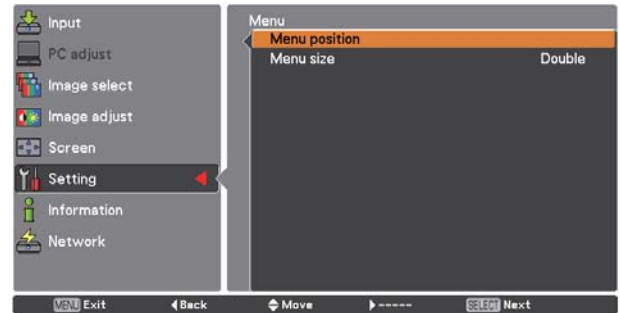 Input
PC adjust
Image select
Image adjust
Screen
Setting
Information
Network
Menu
Menu position
Menu size Double
MENU Exit Back Move ----- SELECT Next